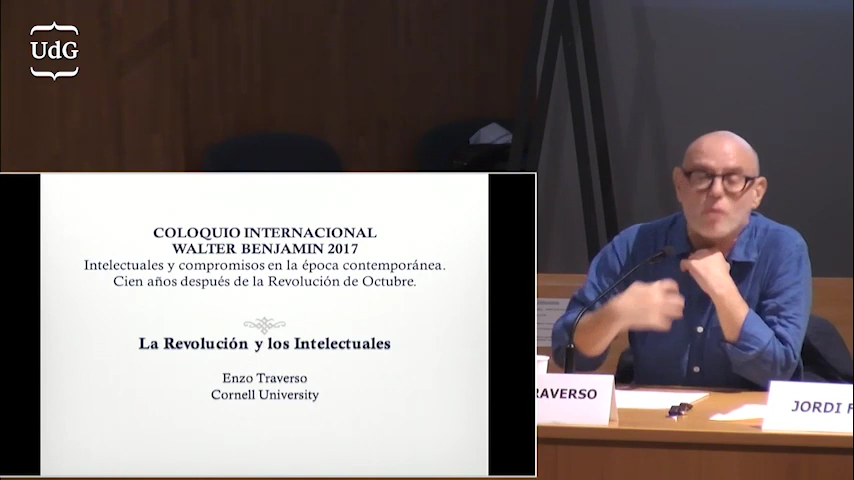 UdG
COLOQUIO INTERNACIONAL
WALTER BENJAMIN 2017
Intelectuales y compromisos en la época contemporánea.
Cien años después de la Revolución de Octubre.
La Revolución y los Intelectuales
Enzo Traverso
Cornell University
RAVERSO
JORDI F